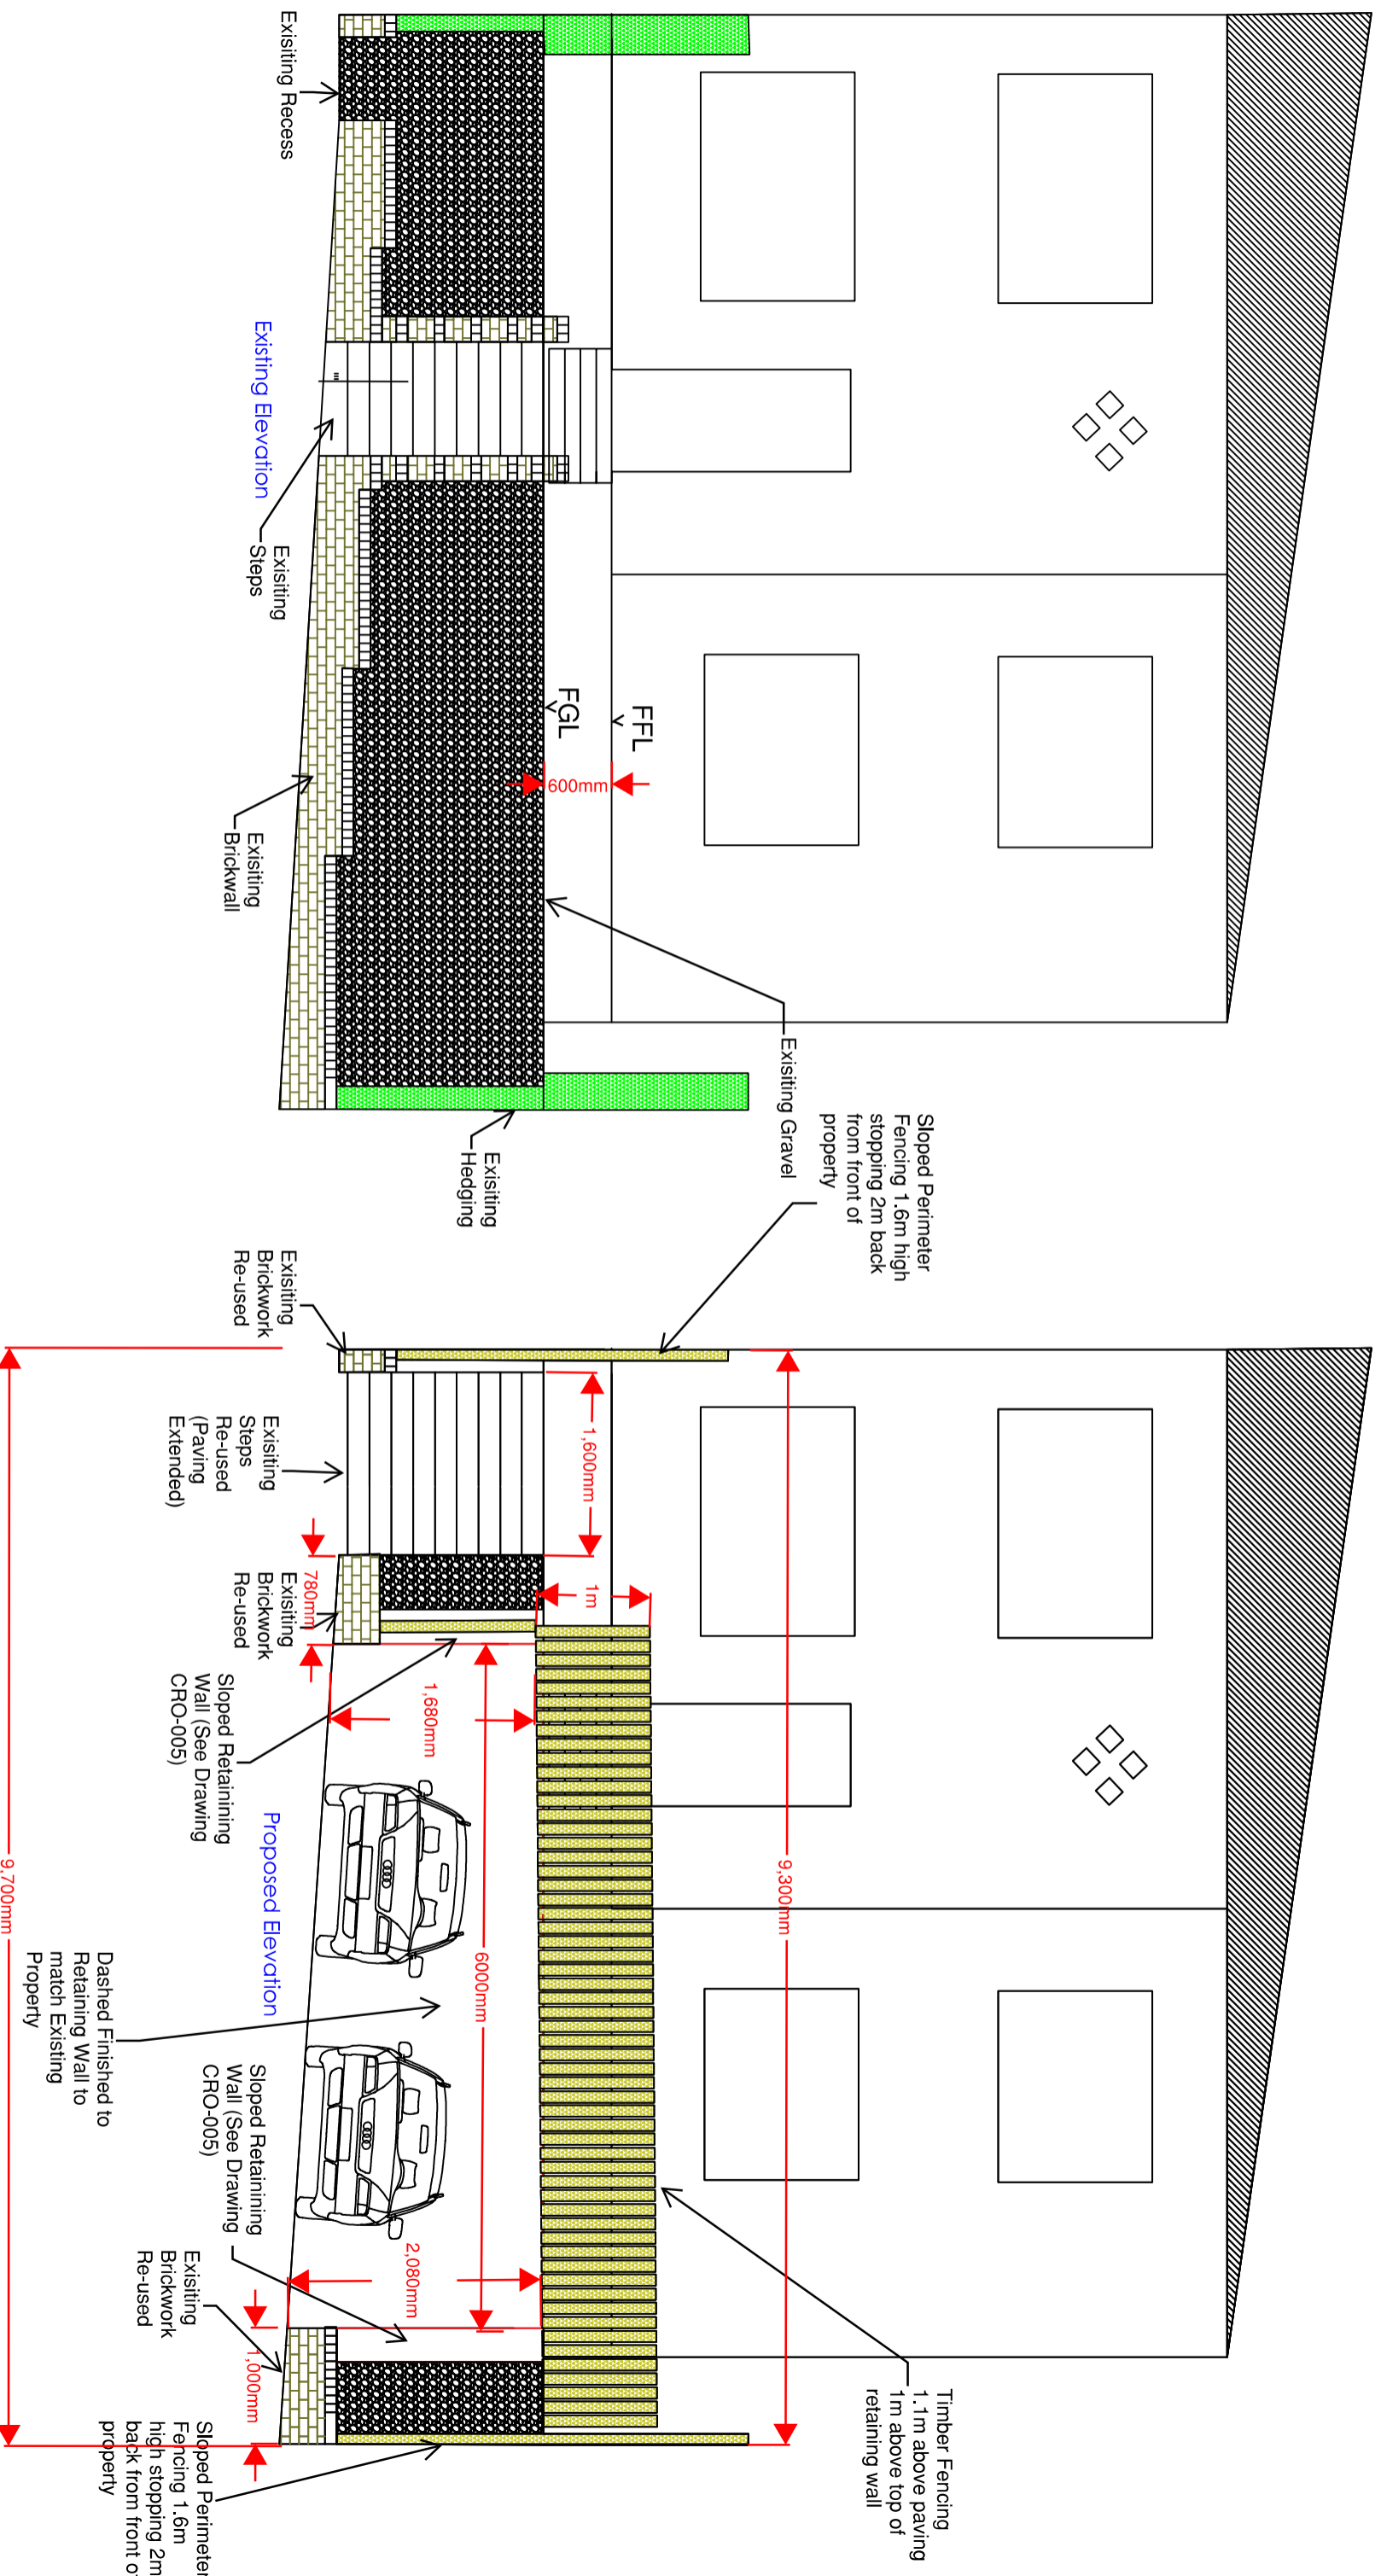 Exisiting Recess
Existing Elevation
Exisiting
Steps
FGL
FFL
600mm
Exisiting
Brickwall
Exisiting Gravel
Exisiting
Hedging
Sloped Perimeter
Fencing 1.6m high
stopping 2m back
from front of
property
Exisiting
Brickwork
Re-used
Exisiting
Steps
Re-used
(Paving
Extended)
1,600mm
780mm
1m
Exisiting
Brickwork
Re-used
Sloped Retainining
Wall (See Drawing
CRO-005)
1,680mm
Proposed Elevation
6000mm
9,300mm
9,700mm
Dashed Finished to
Retaining Wall to
match Existing
Property
Sloped Retainining
Wall (See Drawing
CRO-005)
2,080mm
Exisiting
Brickwork
Re-used
1,000mm
Timber Fencing
1.1m above paving
1m above top of
retaining wall
Sloped Perimeter
Fencing 1.6m
high stopping 2m
back from front of
property